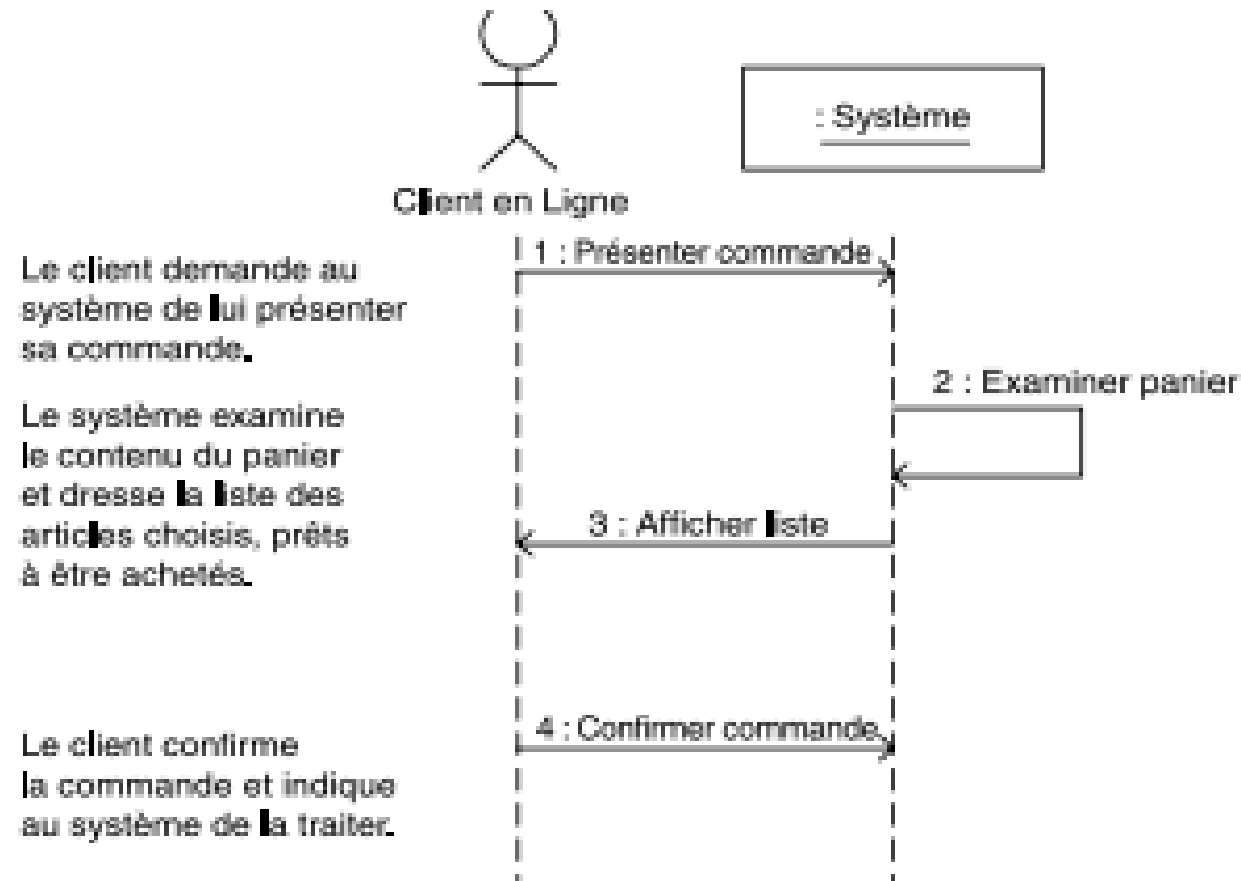 : Système
Client en Ligne
1 : Présenter commande
Le client demande au
système de lui présenter
sa commande.
2 : Examiner panier
Le système examine
le contenu du panier
et dresse la liste des
articles choisis, prêts
à être achetés.
3 : Afficher liste
4 : Confirmer commande
Le client confirme
la commande et indique
au système de la traiter.